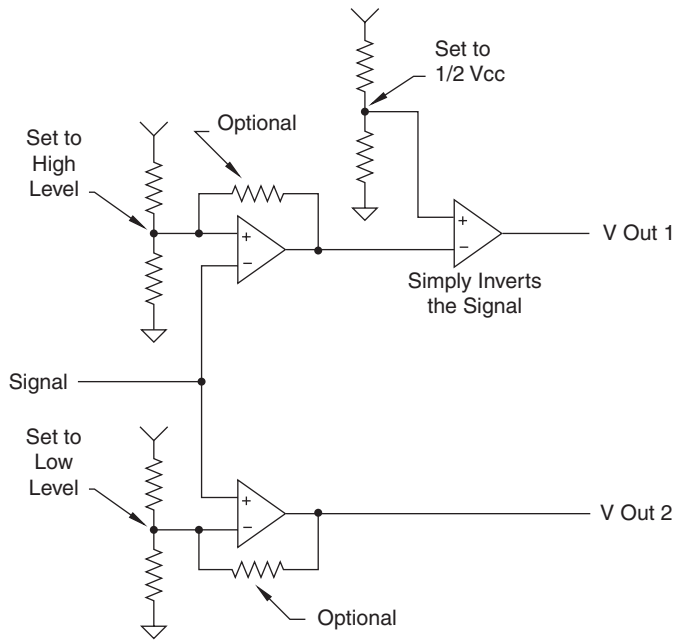 Set to
1/2 Vcc
Optional
Set to
High
Level
+
−
+
−
V Out 1
Simply Inverts
the Signal
Signal
Set to
Low
Level
+
−
V Out 2
Optional